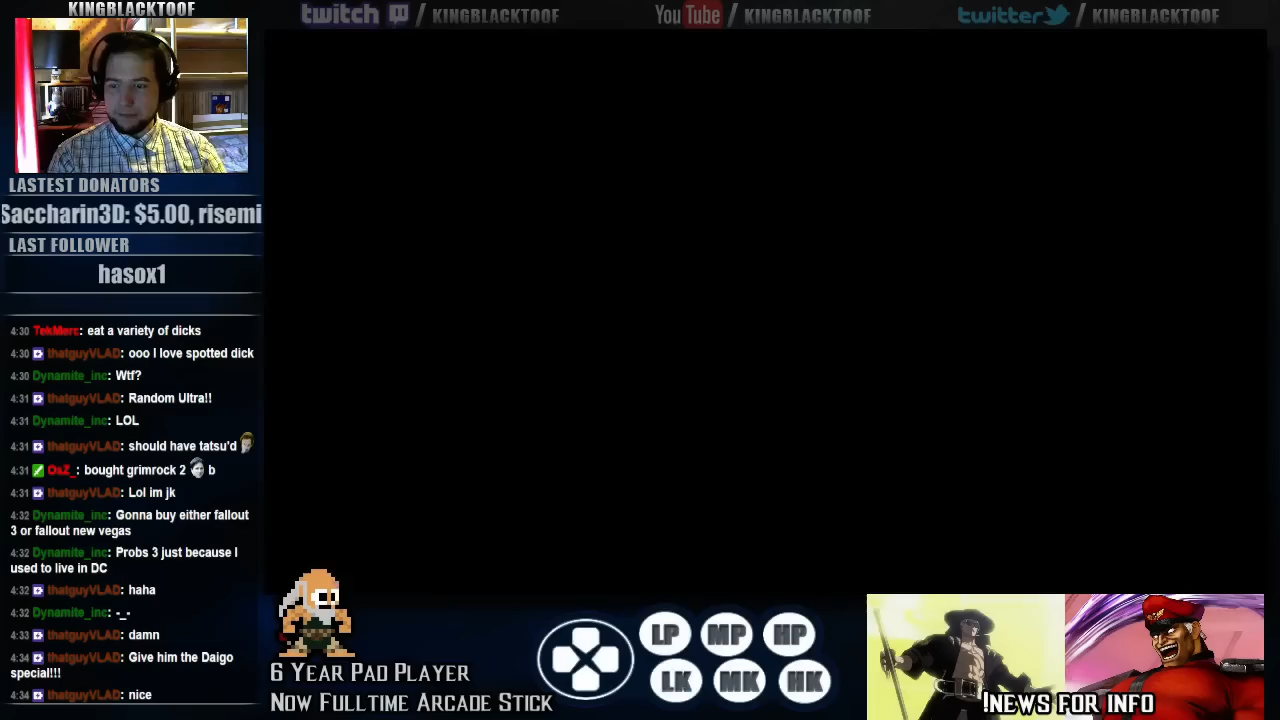 KINGBLACKTOOF
twitch / KINGBLACKTOOF
YouTube / KINGBLACKTOOF
twitter / KINGBLACKTOOF
LASTEST DONATORS
Saccharin3D: $5.00, risemi
LAST FOLLOWER
hasox1
4:30 TekMerc: eat a variety of dicks
4:30 thatguyVLAD: ooo I love spotted dick
4:30 Dynamite_inc: Wtf?
4:31 thatguyVLAD: Random Ultra!!
4:31 Dynamite_inc: LOL
4:31 thatguyVLAD: should have tatsu'd
4:31 OsZ_: bought grimrock 2 b
4:31 thatguyVLAD: Lol im jk
4:32 Dynamite_inc: Gonna buy either fallout
3 or fallout new vegas
4:32 Dynamite_inc: Probs 3 just because I
used to live in DC
4:32 thatguyVLAD: haha
4:32 Dynamite_inc: -_-
4:33 thatguyVLAD: damn
4:34 thatguyVLAD: Give him the Daigo
special!!!
4:34 thatguyVLAD: nice
6 YEAR PAD PLAYER
NOW FULLTIME ARCADE STICK
LP MP HP
LK MK HK
!NEWS FOR INFO